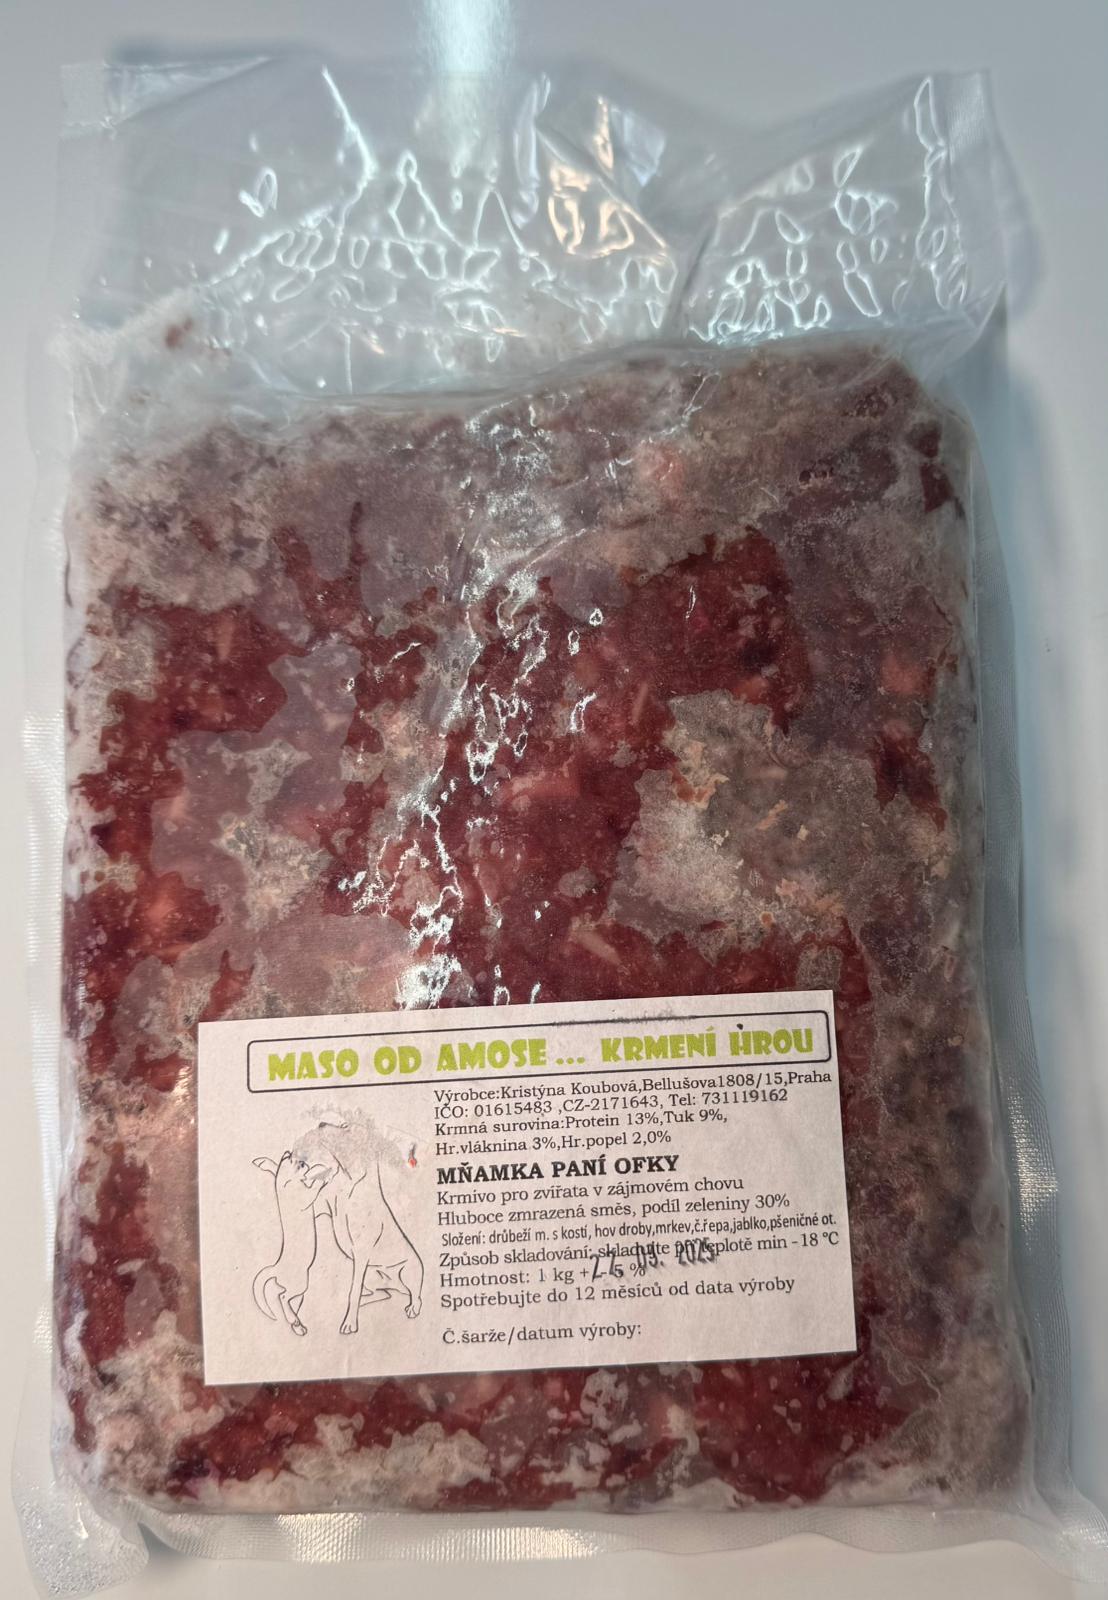 MASO OD AMOSE... KRMENÍ HROU
Výrobce:Kristýna Koubová,Bellušova1808/15,Praha
IČO: 01615483 ,CZ-2171643, Tel: 731119162
Krmná surovina:Protein 13%,Tuk 9%,
Hr.vláknina 3%,Hr.popel 2,0%
MŇAMKA PANÍ OFKY
Krmivo pro zviřata v zájmovém chovu
Hluboce zmrazená směs, podíl zeleniny 30%
Složení: drůbeží m. s kostí, hov droby,mrkev,č.řepa,jablko,pšeničné ot.
Způsob skladování: skladujte při teplotě min -18 °C
Hmotnost: 1 kg +- 5 %
Spotřebujte do 12 měsíců od data výroby
Č.šarže/datum výroby: